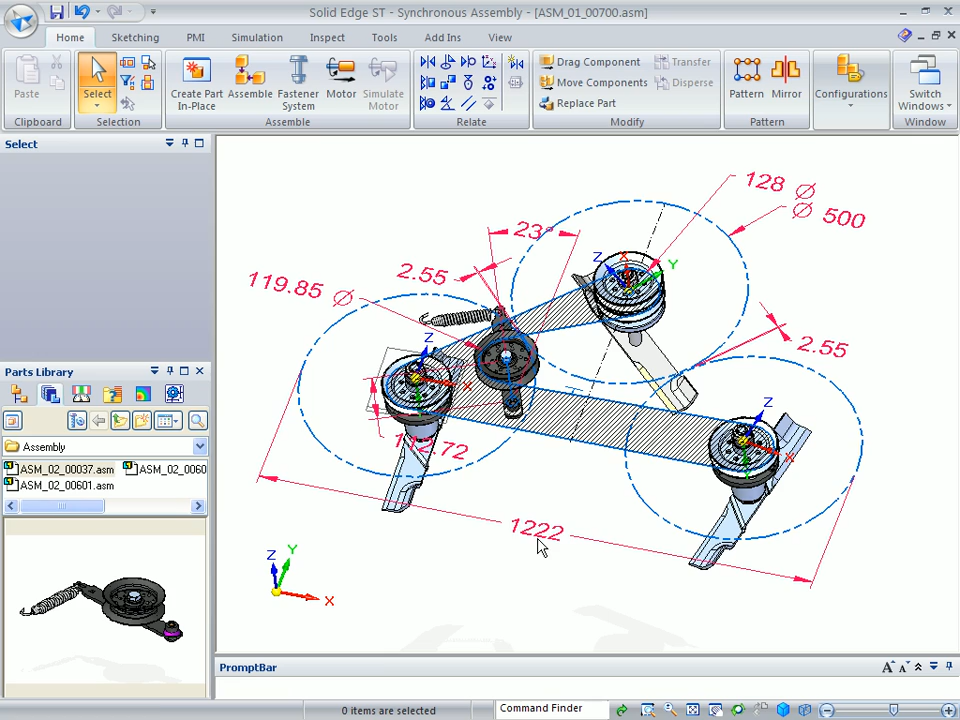 Solid Edge ST - Synchronous Assembly - [ASM_01_00700.asm]
Home Sketching PMI Simulation Inspect Tools Add Ins View
Paste
Select
Create Part In-Place
Assemble
Fastener System
Motor
Simulate Motor
Drag Component
Move Components
Replace Part
Transfer
Disperse
Pattern
Mirror
Configurations
Switch Windows
Clipboard Selection Assemble Relate Modify Pattern Window
Select
128 Ø
Ø 500
23°
2.55
119.85 Ø
2.55
112.72
1222
Z X Y
Z X
Z X Y
Z Y X
Parts Library
Assembly
ASM_02_00037.asm ASM_02_0060
ASM_02_00601.asm
PromptBar
A A
0 items are selected
Command Finder